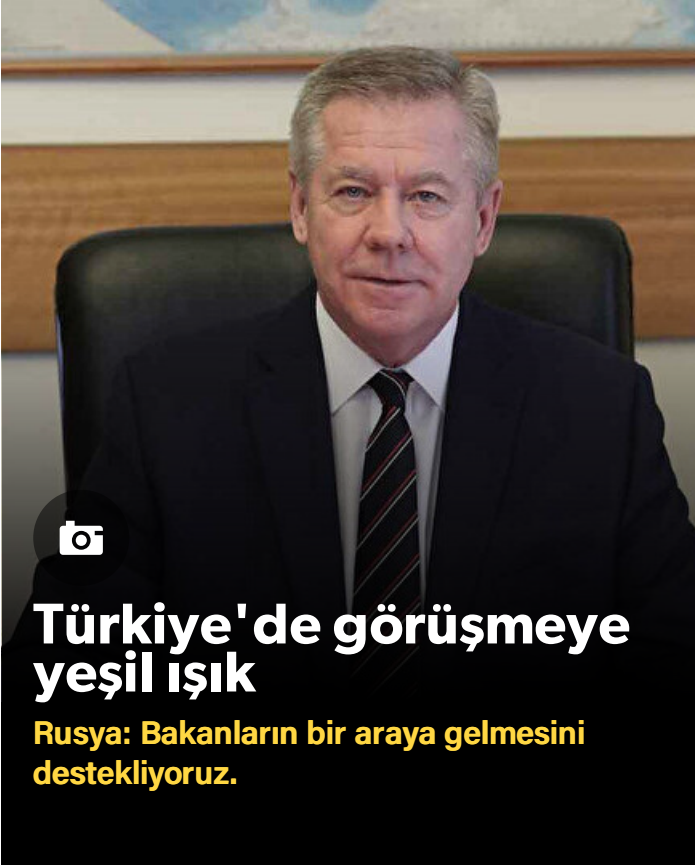 Türkiye'de görüşmeye
yeşil ışık
Rusya: Bakanların bir araya gelmesini
destekliyoruz.